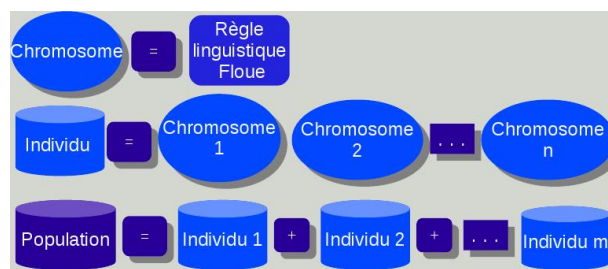 Chromosome = Règle
linguistique
Floue
Individu = Chromosome
1 Chromosome
2 . . . Chromosome
n
Population = Individu 1 + Individu 2 + . . . Individu m